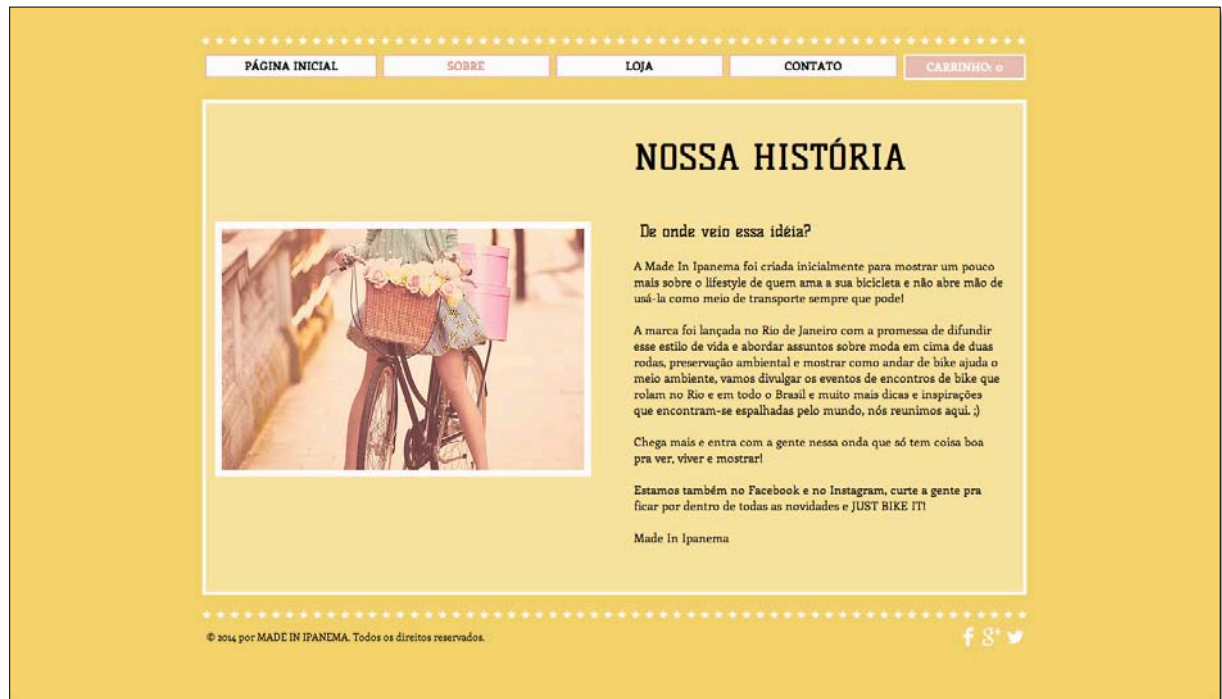 PÁGINA INICIAL
SOBRE
LOJA
CONTATO
CARRINHO: 0
NOSSA HISTÓRIA
De onde veio essa idéia?
A Made In Ipanema foi criada inicialmente para mostrar um pouco
mais sobre o lifestyle de quem ama a sua bicicleta e não abre mão de
usá-la como meio de transporte sempre que pode!
A marca foi lançada no Rio de Janeiro com a promessa de difundir
esse estilo de vida e abordar assuntos sobre moda em cima de duas
rodas, preservação ambiental e mostrar como andar de bike ajuda o
meio ambiente, vamos divulgar os eventos de encontros de bike que
rolam no Rio e em todo o Brasil e muito mais dicas e inspirações
que encontram-se espalhadas pelo mundo, nós reunimos aqui. ;)
Chega mais e entra com a gente nessa onda que só tem coisa boa
pra ver, viver e mostrar!
Estamos também no Facebook e no Instagram, curte a gente pra
ficar por dentro de todas as novidades e JUST BIKE IT!
Made In Ipanema
© 2014 por MADE IN IPANEMA. Todos os direitos reservados.